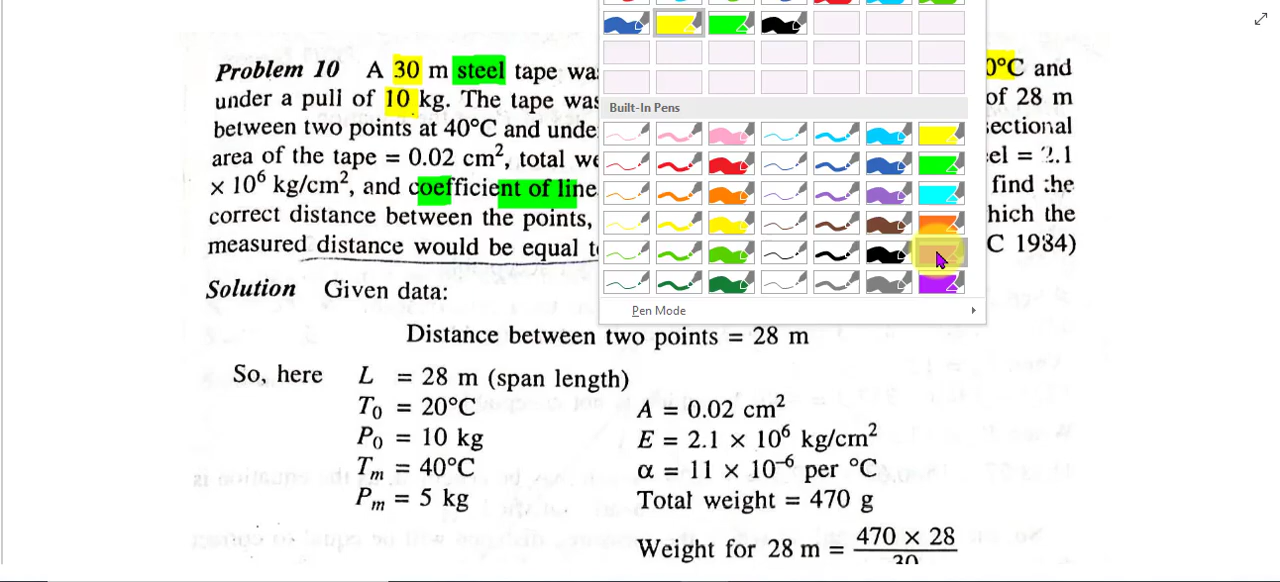 Problem 10 A 30 m steel tape was 0°C and
under a pull of 10 kg. The tape was of 28 m
between two points at 40°C and unde sectional
area of the tape = 0.02 cm², total we el = 2.1
× 10⁶ kg/cm², and coefficient of line find the
correct distance between the points, hich the
measured distance would be equal t C 1984)
Built-In Pens
Pen Mode
Solution Given data:
Distance between two points = 28 m
So, here L = 28 m (span length)
T₀ = 20°C
P₀ = 10 kg
Tₘ = 40°C
Pₘ = 5 kg
A = 0.02 cm²
E = 2.1 × 10⁶ kg/cm²
α = 11 × 10⁻⁶ per °C
Total weight = 470 g
Weight for 28 m = 470 × 28
30